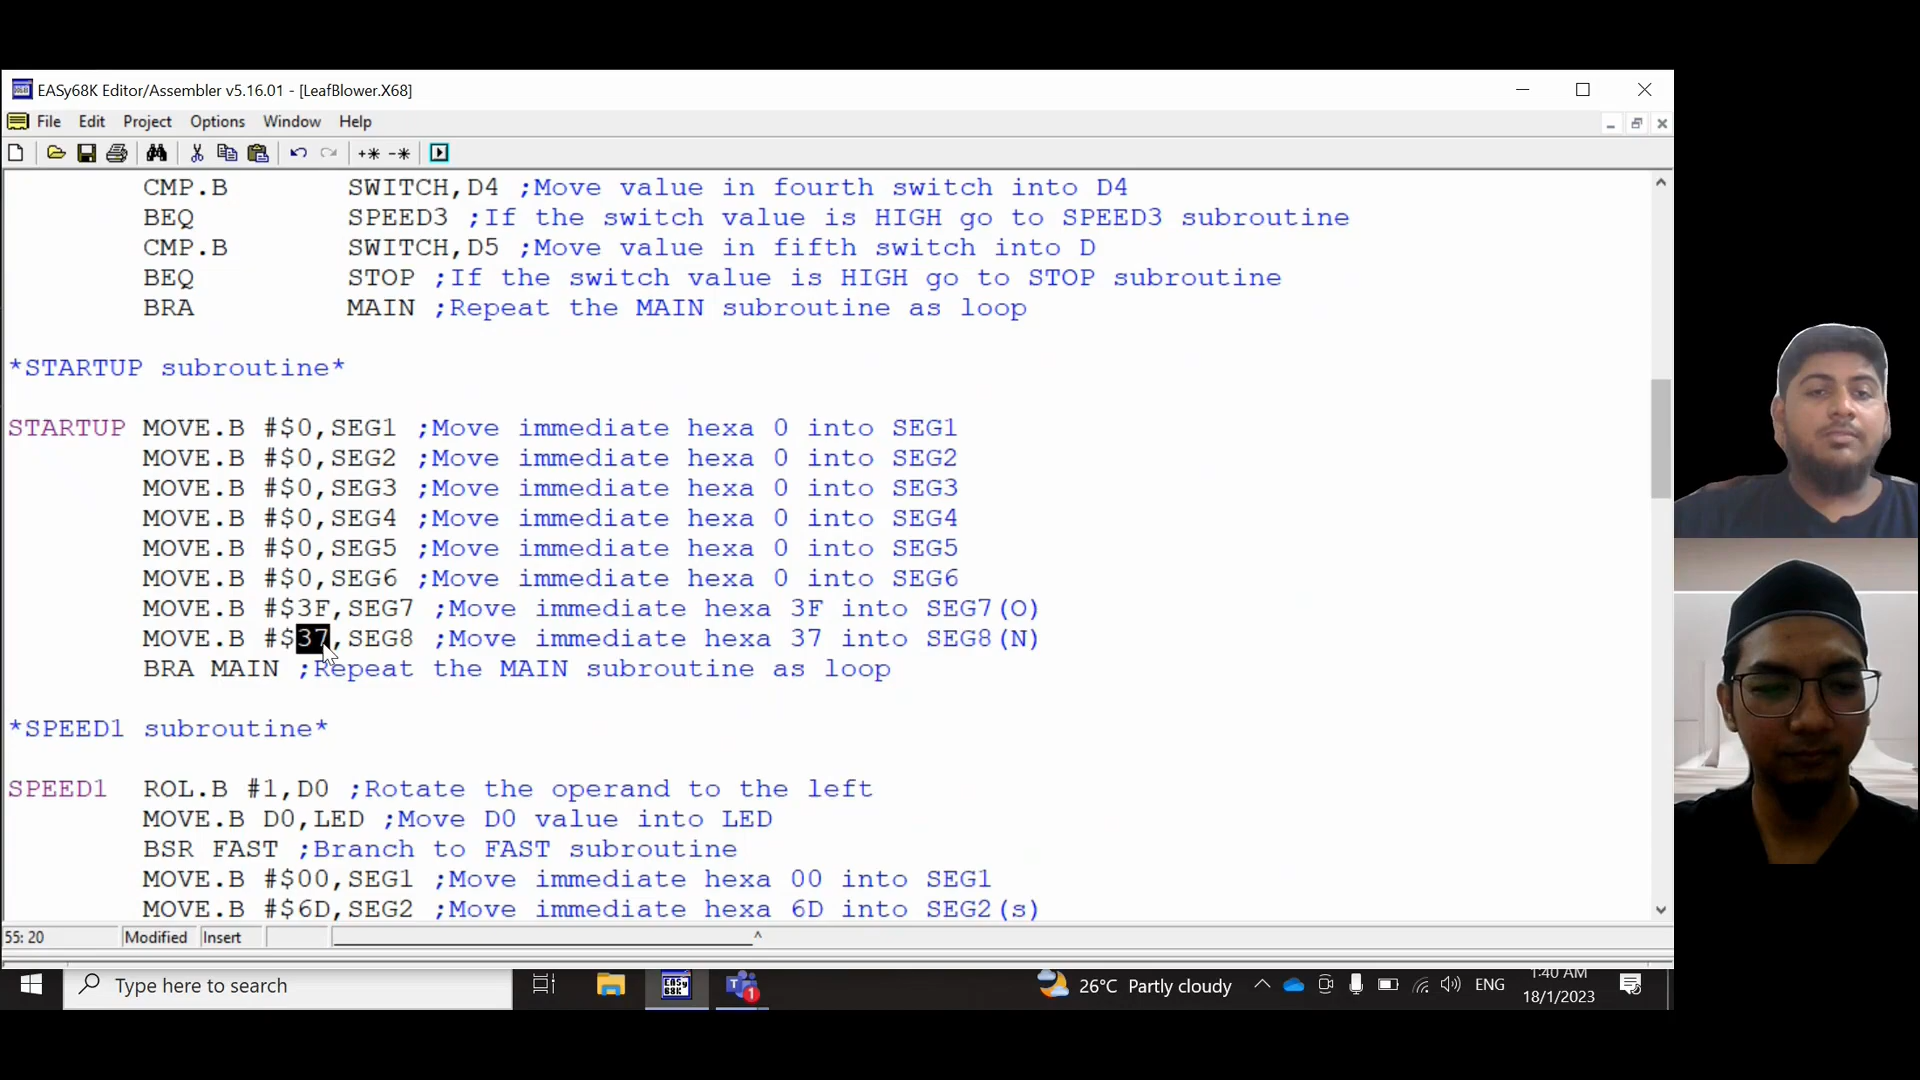 EASy68K Editor/Assembler v5.16.01 - [LeafBlower.X68]
File Edit Project Options Window Help
CMP.B SWITCH,D4 ;Move value in fourth switch into D4
BEQ SPEED3 ;If the switch value is HIGH go to SPEED3 subroutine
CMP.B SWITCH,D5 ;Move value in fifth switch into D
BEQ STOP ;If the switch value is HIGH go to STOP subroutine
BRA MAIN ;Repeat the MAIN subroutine as loop
*STARTUP subroutine*
STARTUP MOVE.B #$0,SEG1 ;Move immediate hexa 0 into SEG1
MOVE.B #$0,SEG2 ;Move immediate hexa 0 into SEG2
MOVE.B #$0,SEG3 ;Move immediate hexa 0 into SEG3
MOVE.B #$0,SEG4 ;Move immediate hexa 0 into SEG4
MOVE.B #$0,SEG5 ;Move immediate hexa 0 into SEG5
MOVE.B #$0,SEG6 ;Move immediate hexa 0 into SEG6
MOVE.B #$3F,SEG7 ;Move immediate hexa 3F into SEG7(O)
MOVE.B #$37,SEG8 ;Move immediate hexa 37 into SEG8(N)
BRA MAIN ;Repeat the MAIN subroutine as loop
*SPEED1 subroutine*
SPEED1 ROL.B #1,D0 ;Rotate the operand to the left
MOVE.B D0,LED ;Move D0 value into LED
BSR FAST ;Branch to FAST subroutine
MOVE.B #$00,SEG1 ;Move immediate hexa 00 into SEG1
MOVE.B #$6D,SEG2 ;Move immediate hexa 6D into SEG2(s)
55: 20 Modified Insert
Type here to search
26°C Partly cloudy
ENG
1:40 AM
18/1/2023